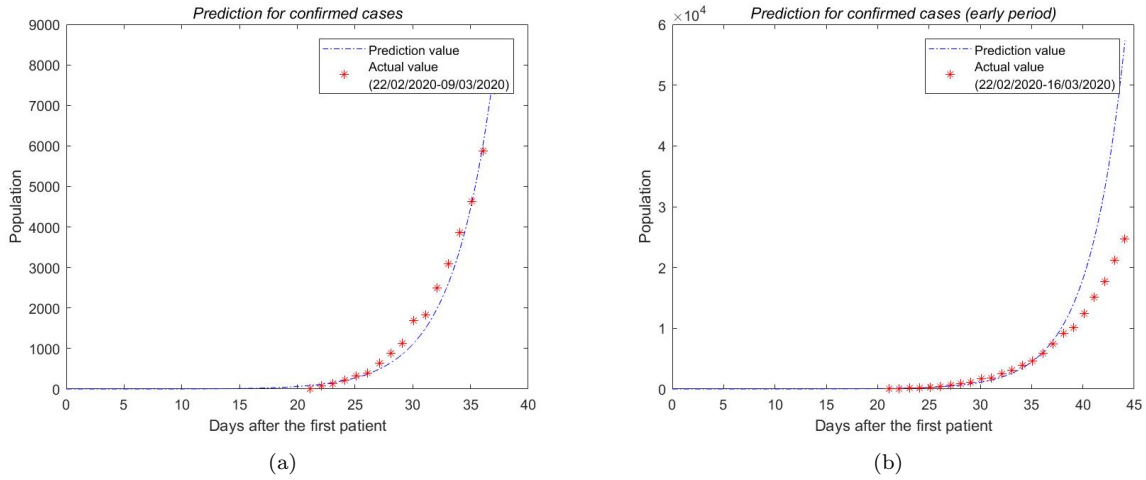 Prediction for confirmed cases
9000
8000
7000
6000
5000
4000
3000
2000
1000
0
Population
Prediction value
Actual value
(22/02/2020-09/03/2020)
0 5 10 15 20 25 30 35 40
Days after the first patient
(a)
Prediction for confirmed cases (early period)
×10⁴
6
5
4
3
2
1
0
Population
Prediction value
Actual value
(22/02/2020-16/03/2020)
0 5 10 15 20 25 30 35 40 45
Days after the first patient
(b)